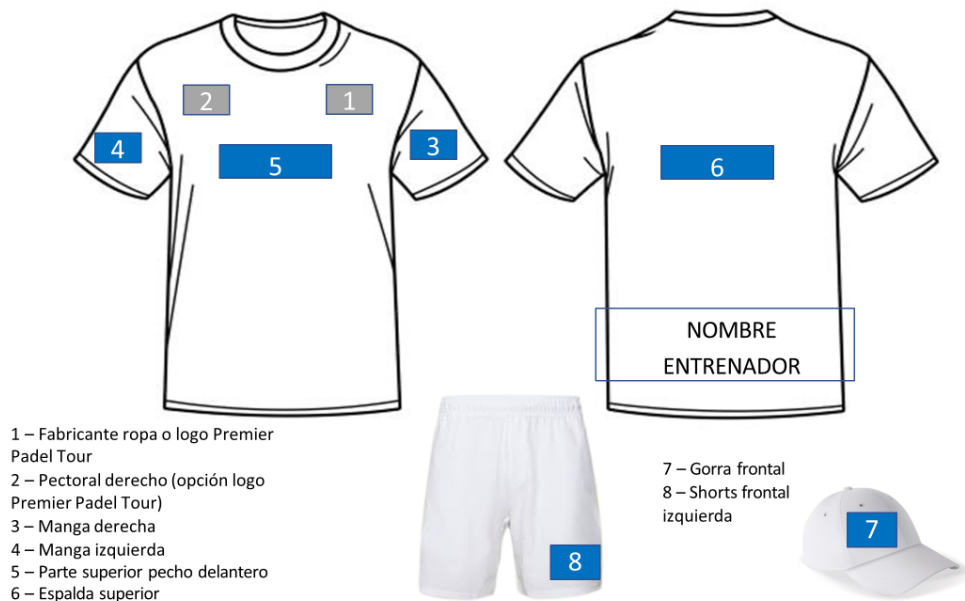 2
1
4
3
5
6
NOMBRE
ENTRENADOR
1 – Fabricante ropa o logo Premier
Padel Tour
2 – Pectoral derecho (opción logo
Premier Padel Tour)
3 – Manga derecha
4 – Manga izquierda
5 – Parte superior pecho delantero
6 – Espalda superior
8
7 – Gorra frontal
8 – Shorts frontal
izquierda
7